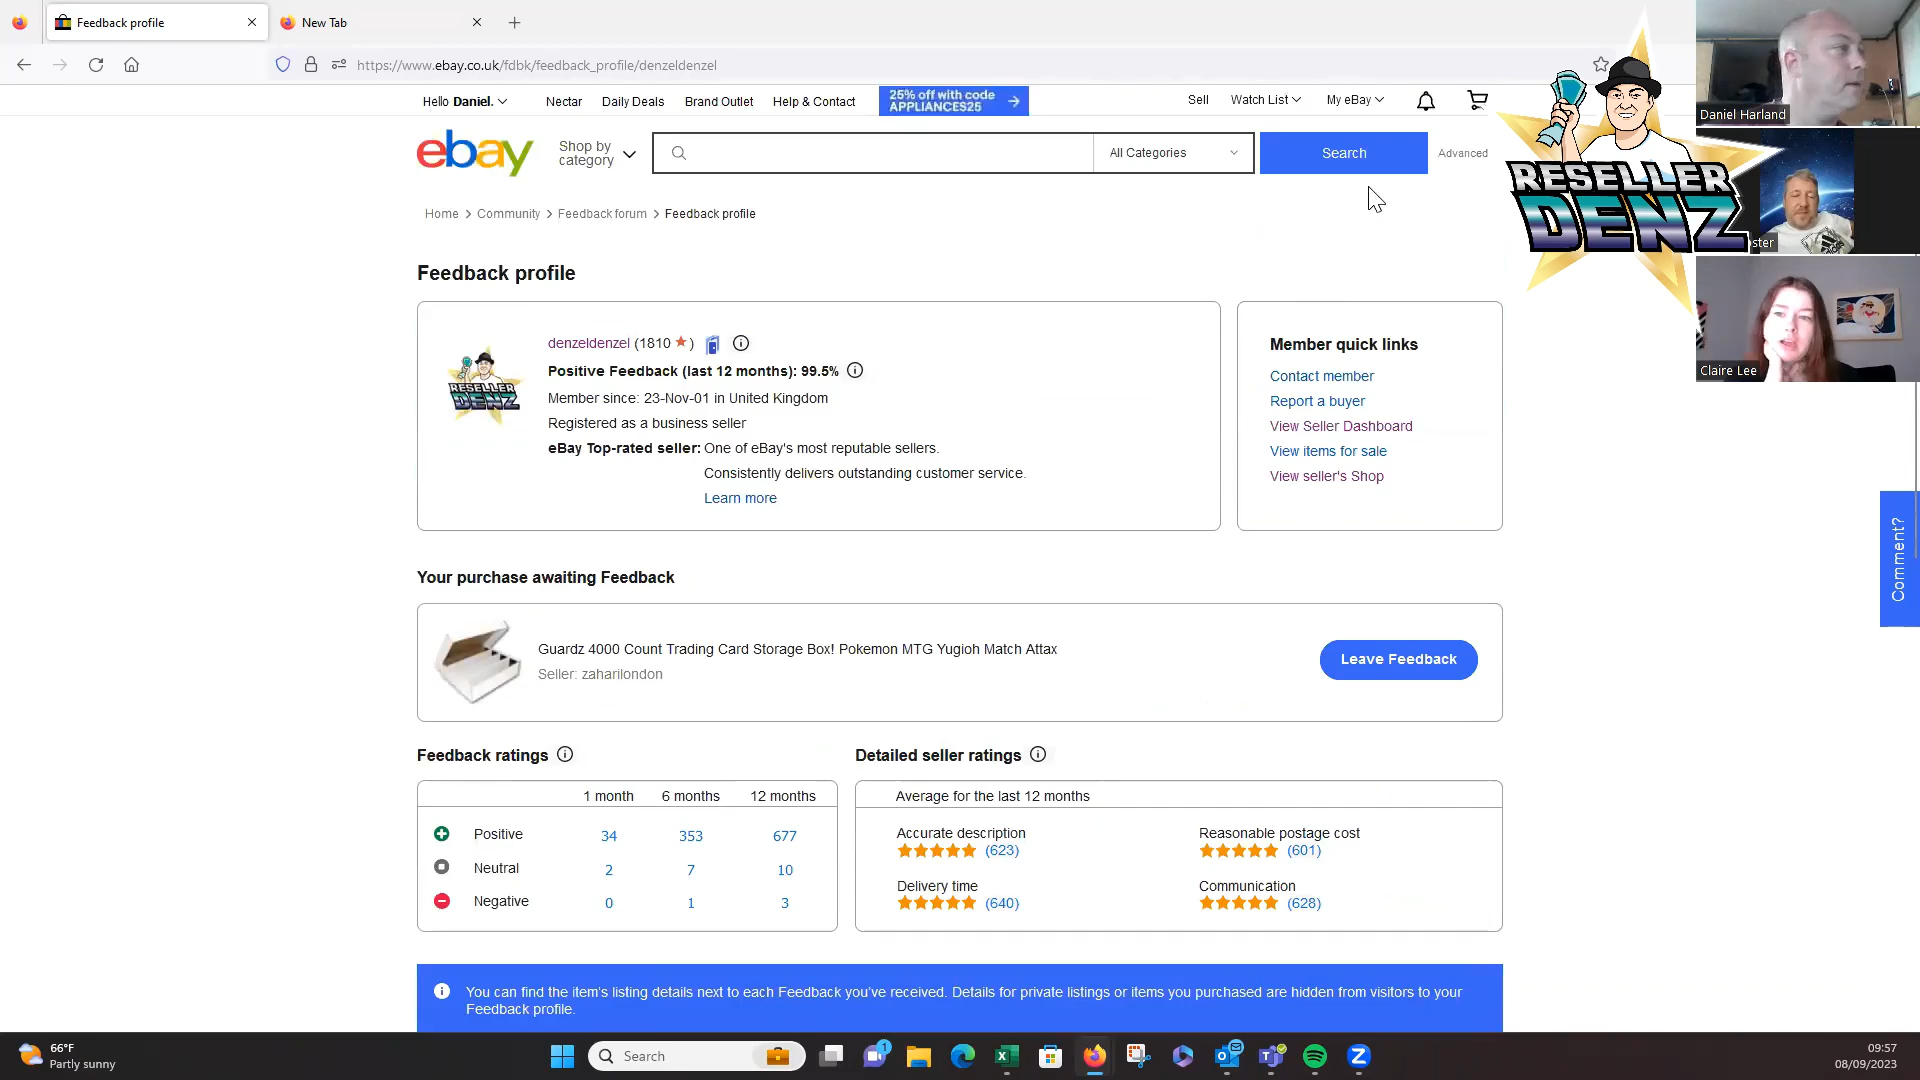 Feedback profile
New Tab
https://www.ebay.co.uk/fdbk/feedback_profile/denzeldenzel
Hello Daniel.
Nectar
Daily Deals
Brand Outlet
Help & Contact
25% off with code
APPLIANCES25
Sell
Watch List
My eBay
ebay
Shop by
category
All Categories
Search
Advanced
Home > Community > Feedback forum > Feedback profile
RESELLER
DENZ
Daniel Harland
ster
Claire Lee
Feedback profile
RESELLER
DENZ
denzeldenzel (1810 ★)
Positive Feedback (last 12 months): 99.5%
Member since: 23-Nov-01 in United Kingdom
Registered as a business seller
eBay Top-rated seller: One of eBay's most reputable sellers.
Consistently delivers outstanding customer service.
Learn more
Member quick links
Contact member
Report a buyer
View Seller Dashboard
View items for sale
View seller's Shop
Comment?
Your purchase awaiting Feedback
Guardz 4000 Count Trading Card Storage Box! Pokemon MTG Yugioh Match Attax
Seller: zaharilondon
Leave Feedback
Feedback ratings
1 month 6 months 12 months
Positive 34 353 677
Neutral 2 7 10
Negative 0 1 3
Detailed seller ratings
Average for the last 12 months
Accurate description
(623)
Reasonable postage cost
(601)
Delivery time
(640)
Communication
(628)
You can find the item's listing details next to each Feedback you've received. Details for private listings or items you purchased are hidden from visitors to your
Feedback profile.
66°F
Partly sunny
Search
1
09:57
08/09/2023